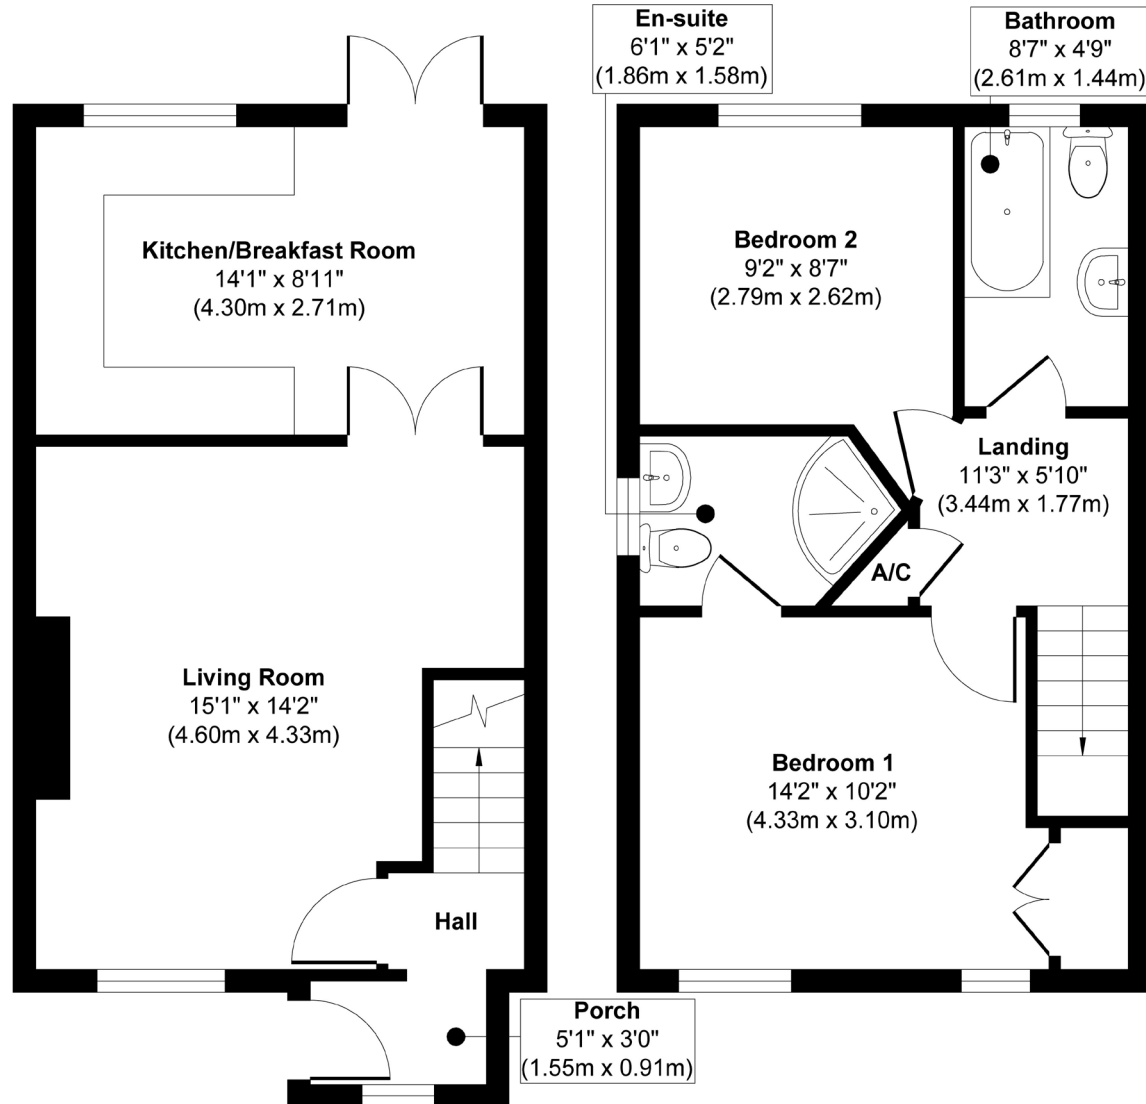 En-suite
6'1" x 5'2"
(1.86m x 1.58m)
Bathroom
8'7" x 4'9"
(2.61m x 1.44m)
Kitchen/Breakfast Room
14'1" x 8'11"
(4.30m x 2.71m)
Bedroom 2
9'2" x 8'7"
(2.79m x 2.62m)
Landing
11'3" x 5'10"
(3.44m x 1.77m)
A/C
Living Room
15'1" x 14'2"
(4.60m x 4.33m)
Bedroom 1
14'2" x 10'2"
(4.33m x 3.10m)
Hall
Porch
5'1" x 3'0"
(1.55m x 0.91m)